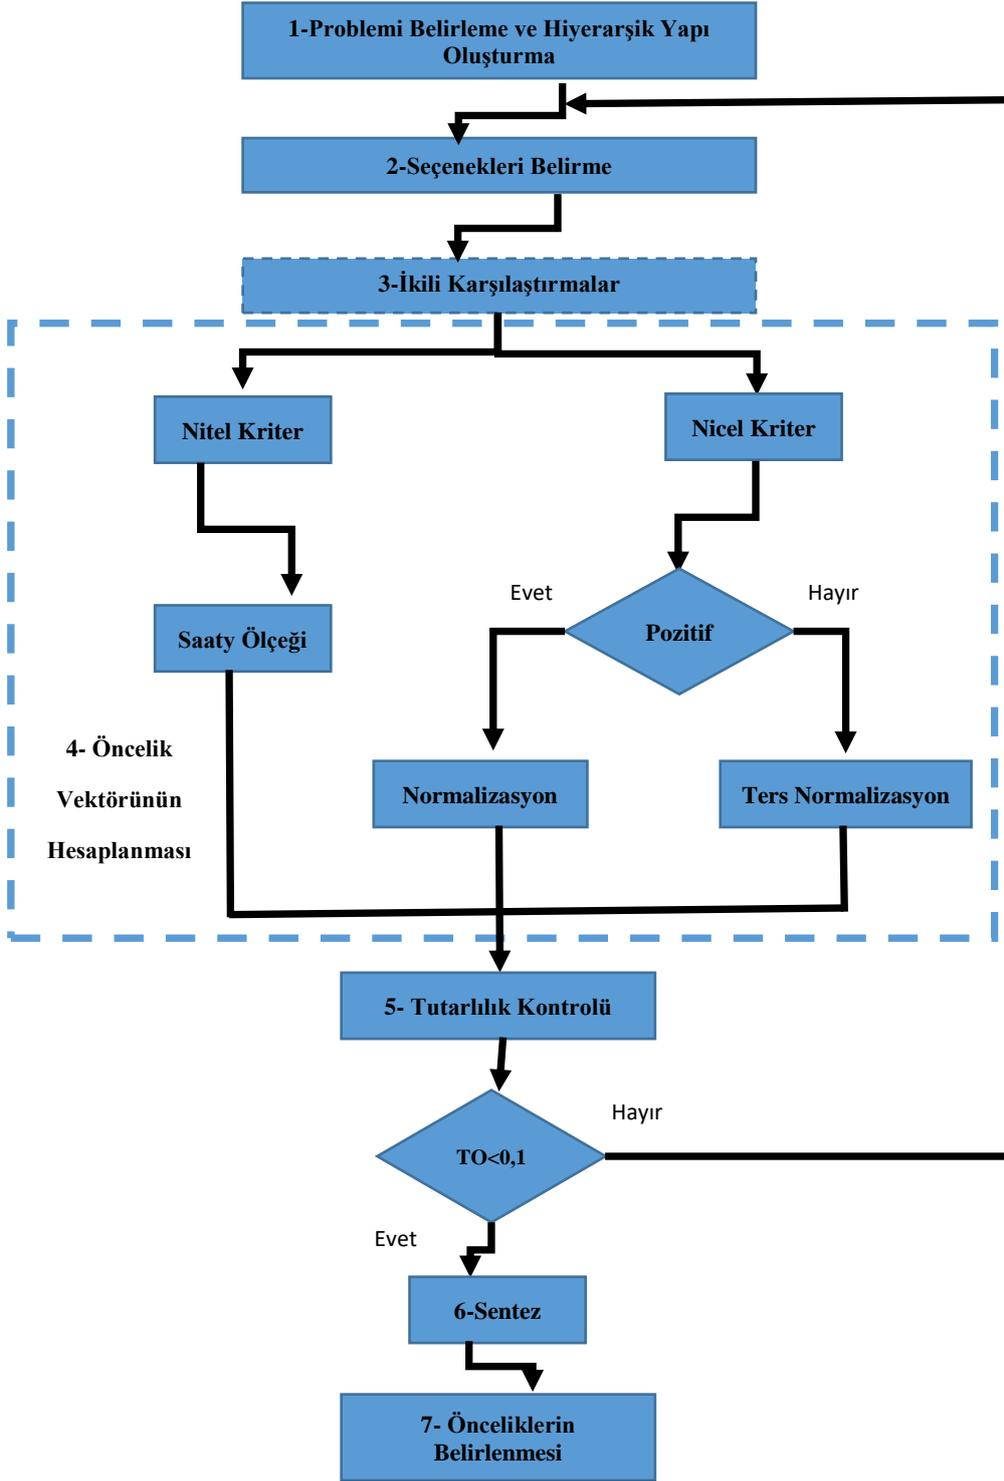 1-Problemi Belirleme ve Hiyerarşik Yapı
Oluşturma
2-Seçenekleri Belirme
3-İkili Karşılaştırmalar
Nitel Kriter
Nicel Kriter
Evet
Hayır
Pozitif
Saaty Ölçeği
4- Öncelik
Vektörünün
Hesaplanması
Normalizasyon
Ters Normalizasyon
5- Tutarlılık Kontrolü
Hayır
TO<0,1
Evet
6-Sentez
7- Önceliklerin
Belirlenmesi